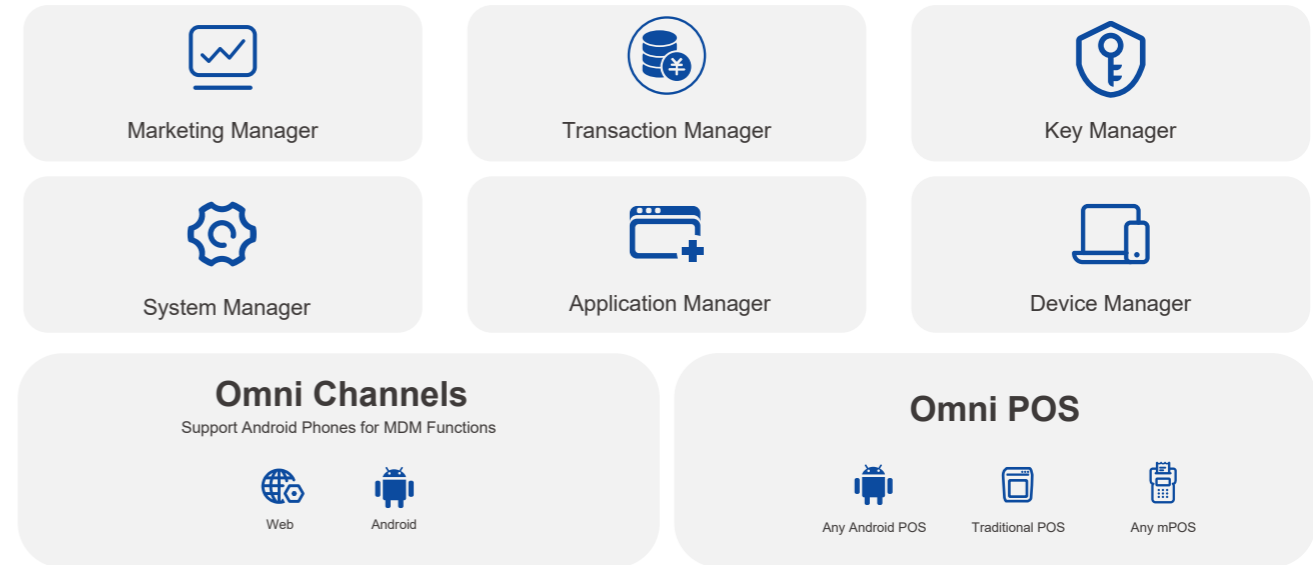 Marketing Manager
Transaction Manager
Key Manager
System Manager
Application Manager
Device Manager
Omni Channels
Support Android Phones for MDM Functions
Web
Android
Omni POS
Any Android POS
Traditional POS
Any mPOS